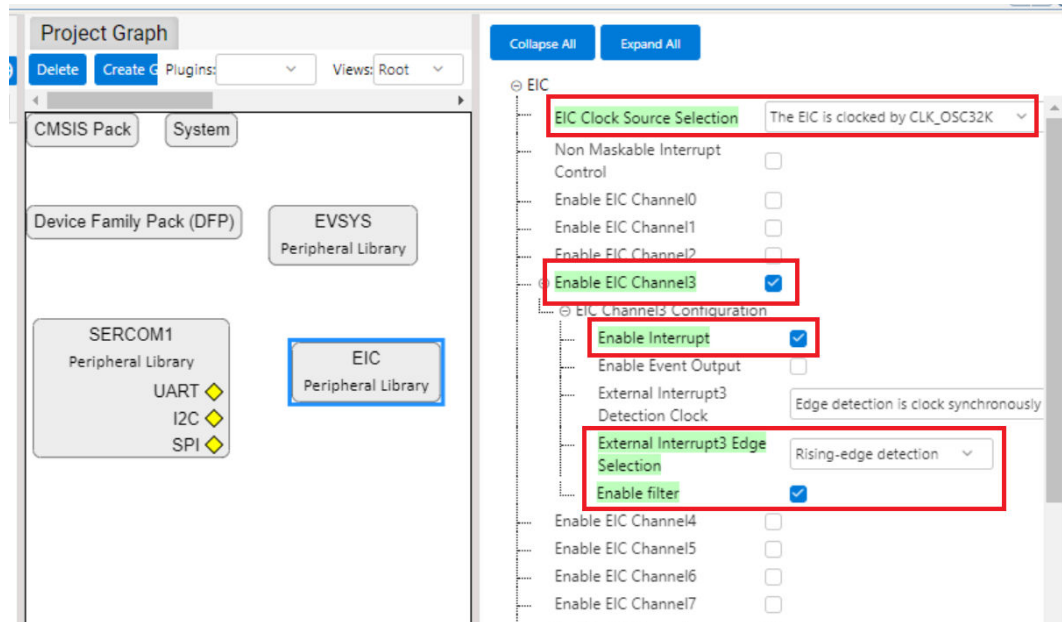 Project Graph
Delete
Create G
Plugins:
Views: Root
CMSIS Pack
System
Device Family Pack (DFP)
EVSYS
Peripheral Library
SERCOM1
Peripheral Library
UART
I2C
SPI
EIC
Peripheral Library
Collapse All
Expand All
EIC
EIC Clock Source Selection
The EIC is clocked by CLK_OSC32K
Non Maskable Interrupt
Control
Enable EIC Channel0
Enable EIC Channel1
Enable EIC Channel2
Enable EIC Channel3
EIC Channel3 Configuration
Enable Interrupt
Enable Event Output
External Interrupt3
Detection Clock
Edge detection is clock synchronously
External Interrupt3 Edge
Selection
Rising-edge detection
Enable filter
Enable EIC Channel4
Enable EIC Channel5
Enable EIC Channel6
Enable EIC Channel7